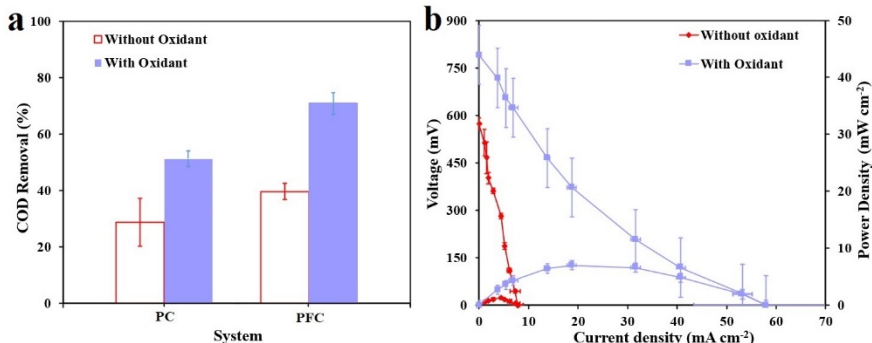 a
Without Oxidant
With Oxidant
COD Removal (%)
100
80
60
40
20
0
PC
PFC
System
b
Without oxidant
With Oxidant
Voltage (mV)
900
750
600
450
300
150
0
Power Density (mW cm⁻²)
50
40
30
20
10
0
0 10 20 30 40 50 60 70
Current density (mA cm⁻²)